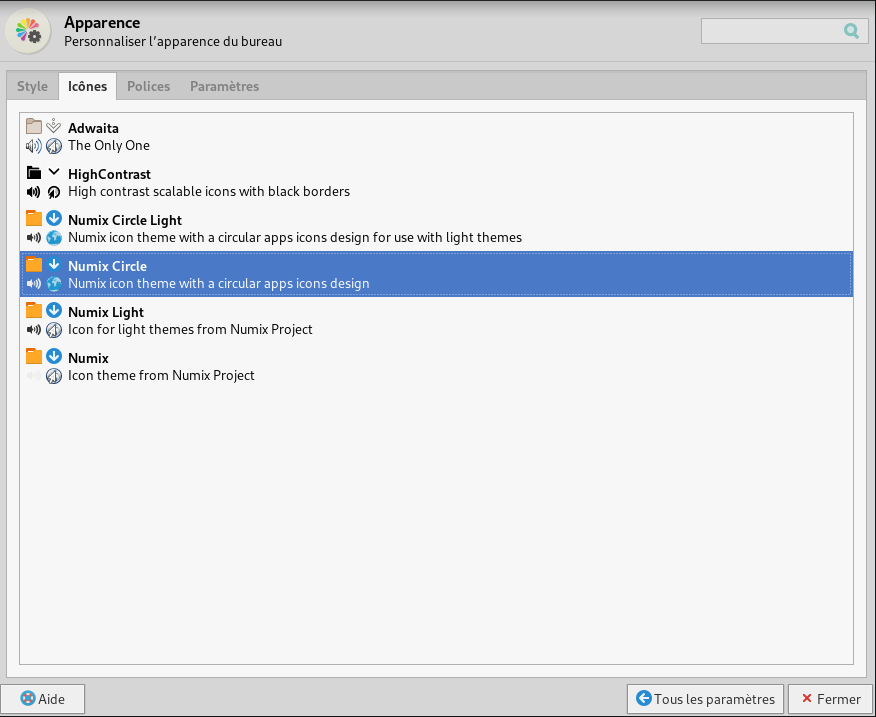 Apparence
Personnaliser l'apparence du bureau
Style Icônes Polices Paramètres
Adwaita
The Only One
HighContrast
High contrast scalable icons with black borders
Numix Circle Light
Numix icon theme with a circular apps icons design for use with light themes
Numix Circle
Numix icon theme with a circular apps icons design
Numix Light
Icon for light themes from Numix Project
Numix
Icon theme from Numix Project
Aide Tous les paramètres Fermer